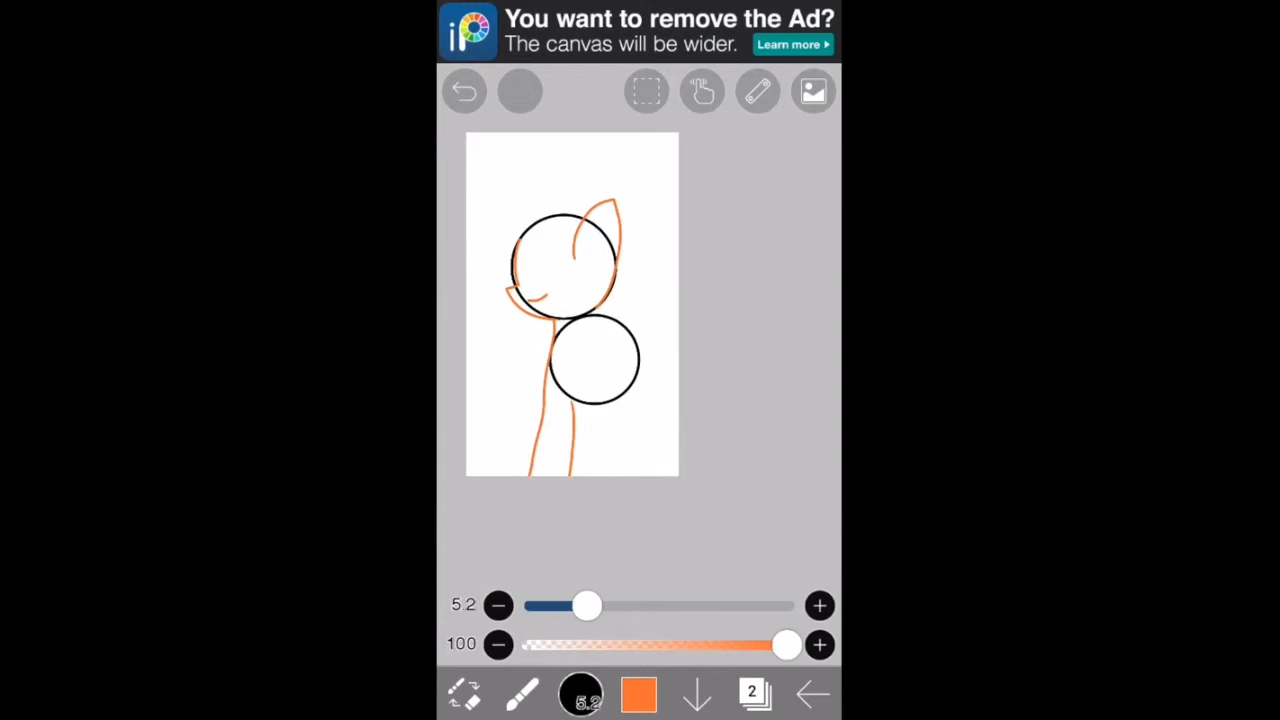 iP
You want to remove the Ad?
The canvas will be wider.
Learn more
5.2
100
5.2
2